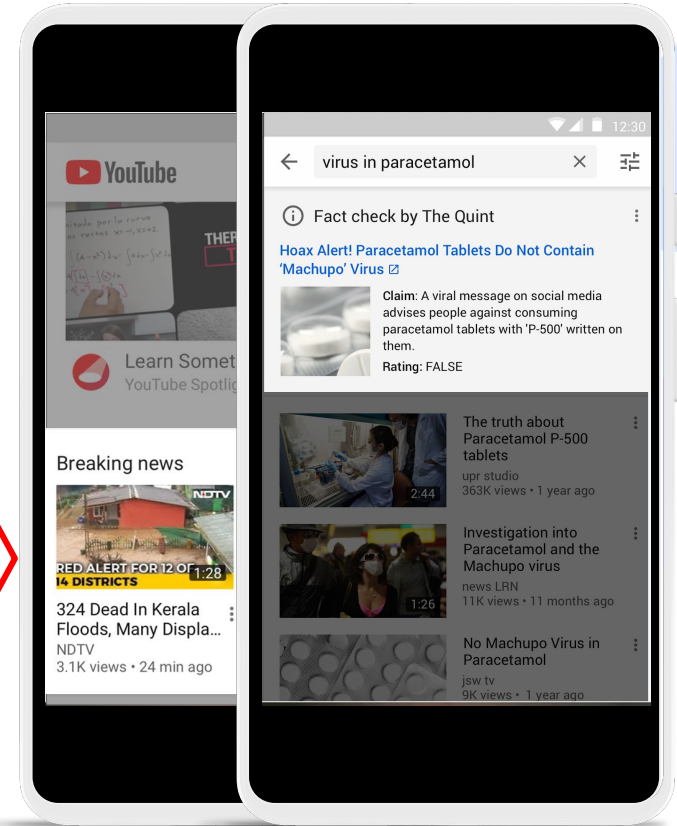 YouTube
THER
T
Learn Somet
YouTube Spotlig
Breaking news
NDTV
RED ALERT FOR 12 OF
14 DISTRICTS
1:28
324 Dead In Kerala
Floods, Many Displa...
NDTV
3.1K views • 24 min ago
12:30
virus in paracetamol
Fact check by The Quint
Hoax Alert! Paracetamol Tablets Do Not Contain
'Machupo' Virus
Claim: A viral message on social media
advises people against consuming
paracetamol tablets with 'P-500' written on
them.
Rating: FALSE
2:44
The truth about
Paracetamol P-500
tablets
upr studio
363K views • 1 year ago
1:26
Investigation into
Paracetamol and the
Machupo virus
news LRN
11K views • 11 months ago
No Machupo Virus in
Paracetamol
jsw tv
9K views • 1 year ago